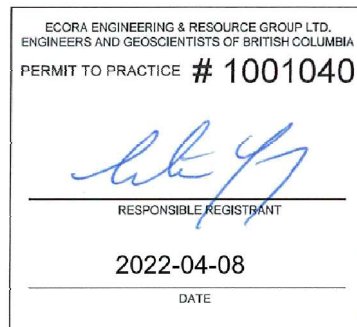 ECORA ENGINEERING & RESOURCE GROUP LTD.
ENGINEERS AND GEOSCIENTISTS OF BRITISH COLUMBIA
PERMIT TO PRACTICE # 1001040
RESPONSIBLE REGISTRANT
2022-04-08
DATE